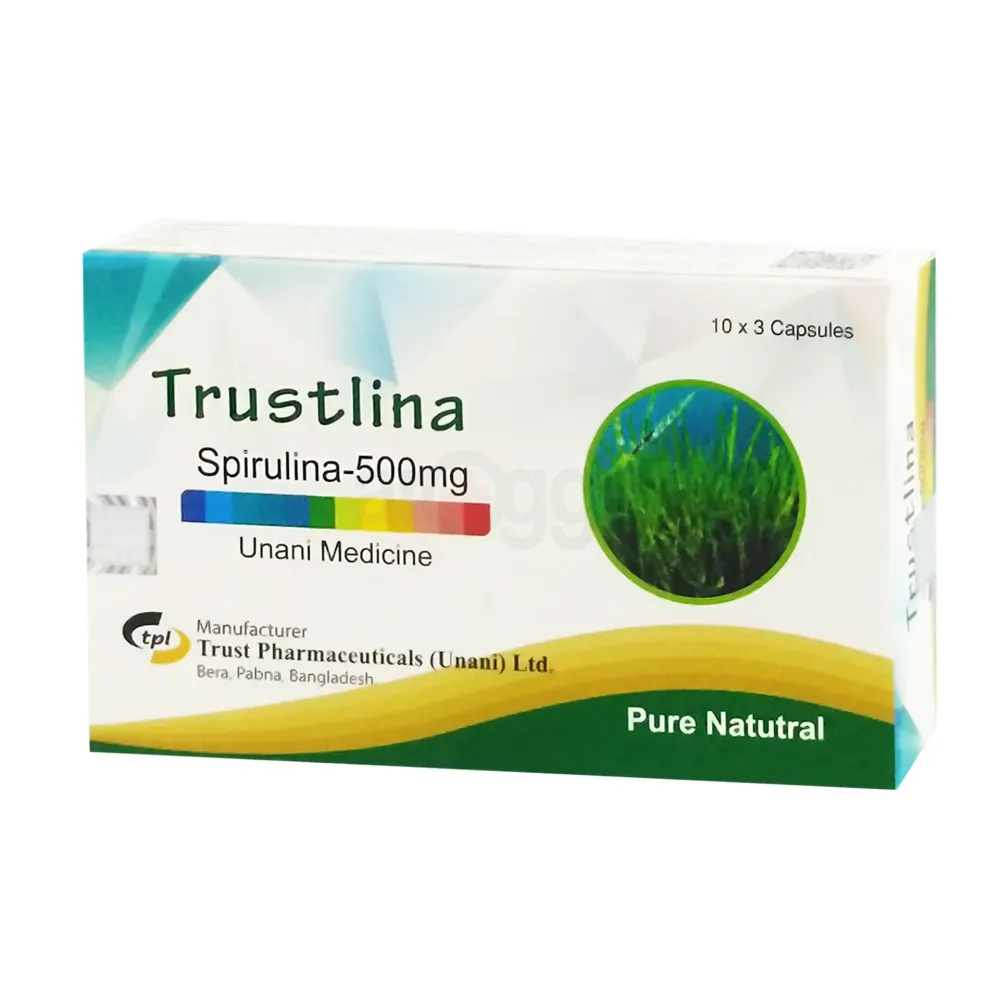 10 x 3 Capsules
Trustlina
Spirulina-500mg
Unani Medicine
tpl
Manufacturer
Trust Pharmaceuticals (Unani) Ltd.
Bera, Pabna, Bangladesh
Pure Natutral
Trustlina